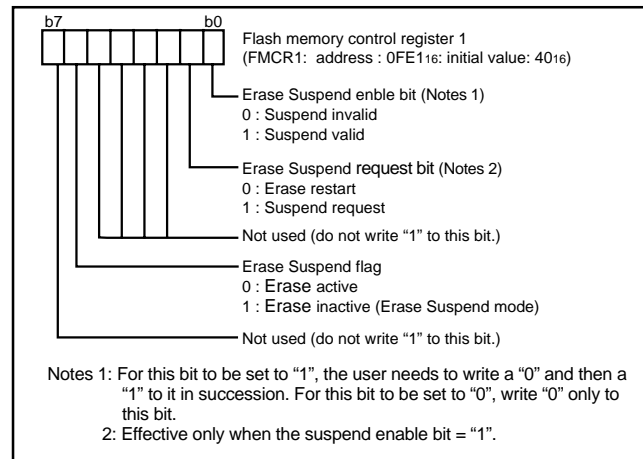 b7 b0
Flash memory control register 1
(FMCR1: address : 0FE116: initial value: 4016)
Erase Suspend enble bit (Notes 1)
0 : Suspend invalid
1 : Suspend valid
Erase Suspend request bit (Notes 2)
0 : Erase restart
1 : Suspend request
Not used (do not write “1” to this bit.)
Erase Suspend flag
0 : Erase active
1 : Erase inactive (Erase Suspend mode)
Not used (do not write “1” to this bit.)
Notes 1: For this bit to be set to “1”, the user needs to write a “0” and then a
“1” to it in succession. For this bit to be set to “0”, write “0” only to
this bit.
2: Effective only when the suspend enable bit = “1”.